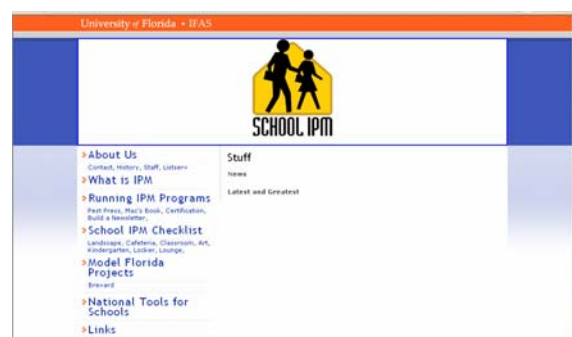 University of Florida • IFAS
SCHOOL IPM
About Us
Contact, History, Staff, Listserv
What is IPM
Running IPM Programs
Pest Press, Mac's Book, Certification,
Build a Newsletter,
School IPM Checklist
Landscape, Cafeteria, Classroom, Art,
Kindergarten, Locker, Lounge,
Model Florida
Projects
Brevard
National Tools for
Schools
Links
Stuff
News
Latest and Greatest